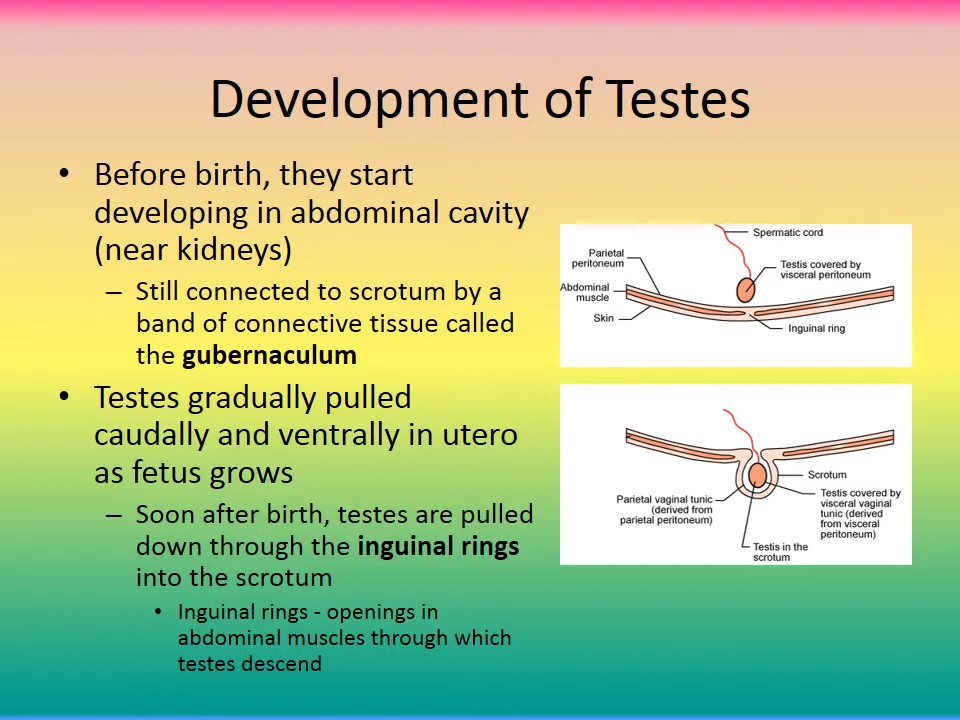 Development of Testes
• Before birth, they start
developing in abdominal cavity
(near kidneys)
– Still connected to scrotum by a
band of connective tissue called
the gubernaculum
• Testes gradually pulled
caudally and ventrally in utero
as fetus grows
– Soon after birth, testes are pulled
down through the inguinal rings
into the scrotum
• Inguinal rings - openings in
abdominal muscles through which
testes descend
Spermatic cord
Parietal
peritoneum
Testis covered by
visceral peritoneum
Abdominal
muscle
Skin
Inguinal ring
Scrotum
Parietal vaginal tunic
(derived from
parietal peritoneum)
Testis covered by
visceral vaginal
tunic (derived
from visceral
peritoneum)
Testis in the
scrotum